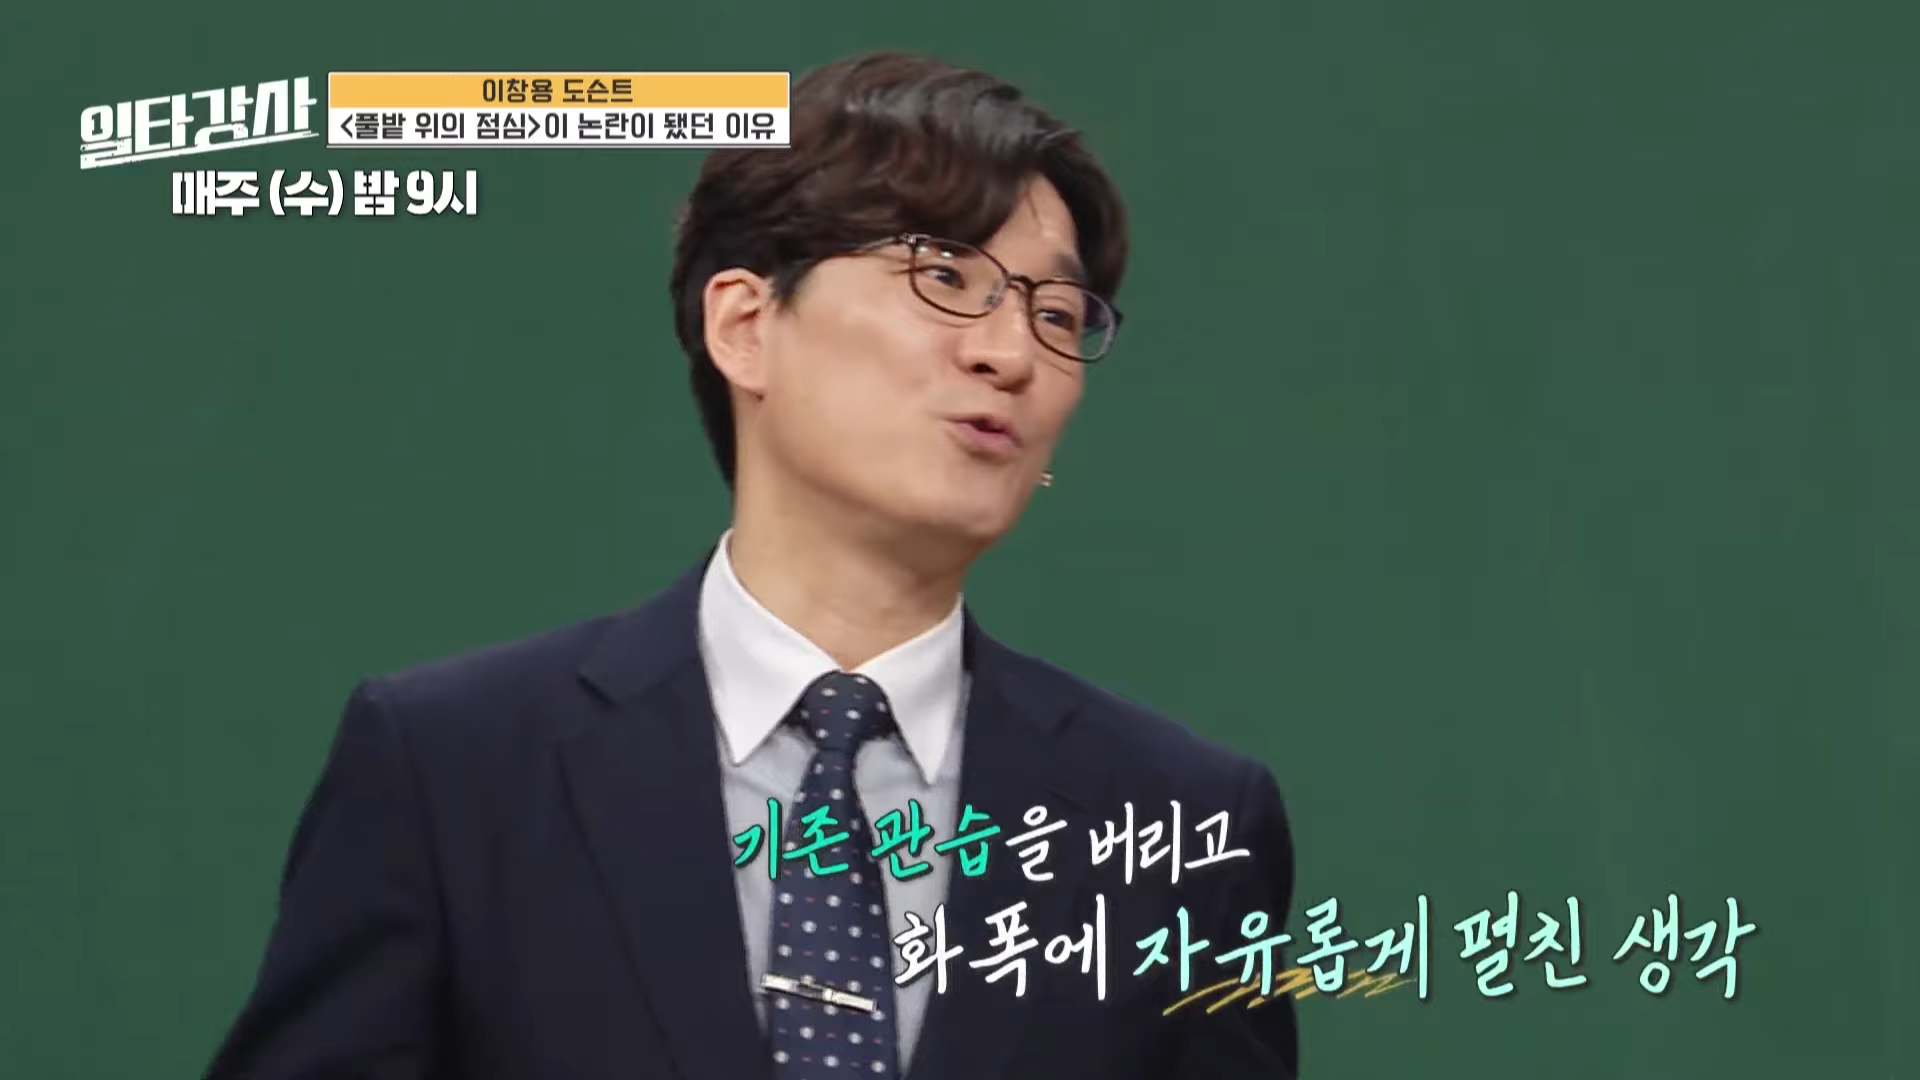 일타강사
이창용 도슨트
<풀밭 위의 점심>이 논란이 됐던 이유
매주 (수) 밤 9시
기존 관습을 버리고
화폭에 자유롭게 펼친 생각